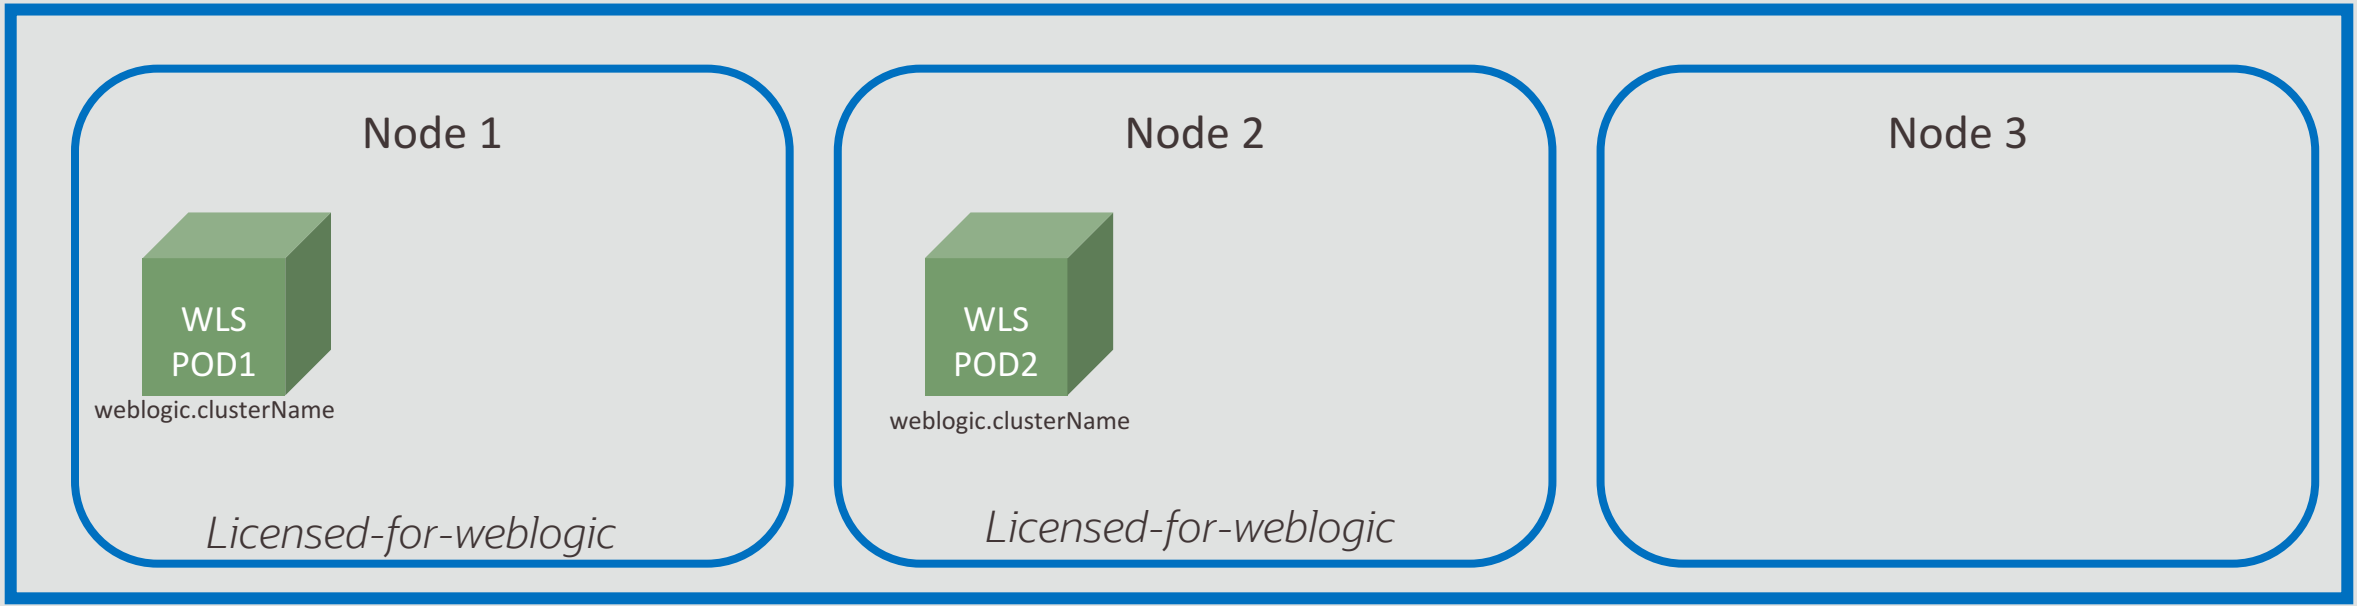 Node 1
WLS
POD1
weblogic.clusterName
Licensed-for-weblogic
Node 2
WLS
POD2
weblogic.clusterName
Licensed-for-weblogic
Node 3